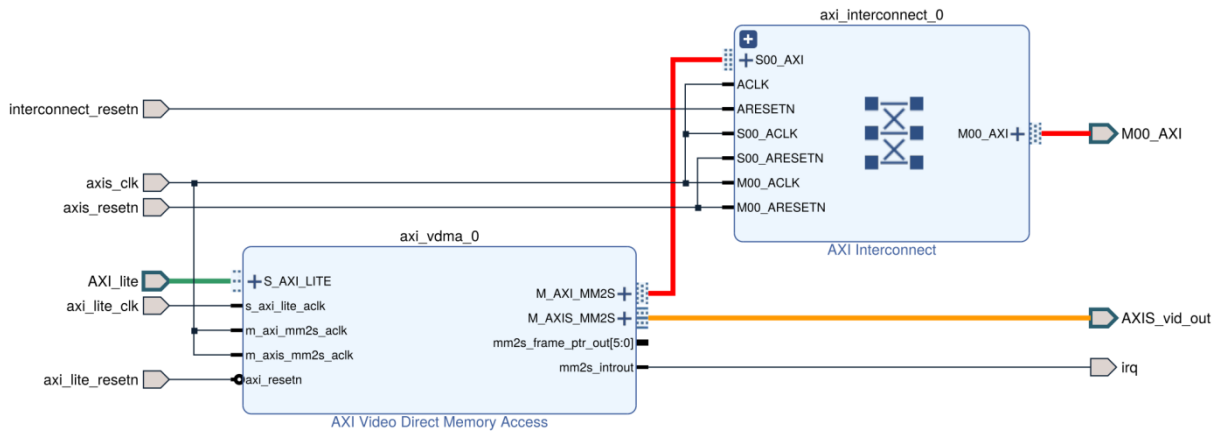 axi_interconnect_0
S00_AXI
ACLK
interconnect_resetn
ARESETN
S00_ACLK
M00_AXI
M00_AXI
S00_ARESETN
axis_clk
M00_ACLK
axis_resetn
M00_ARESETN
AXI Interconnect
axi_vdma_0
AXI_lite
S_AXI_LITE
axi_lite_clk
s_axi_lite_aclk
M_AXI_MM2S
M_AXIS_MM2S
AXIS_vid_out
m_axi_mm2s_aclk
mm2s_frame_ptr_out[5:0]
m_axis_mm2s_aclk
mm2s_introut
irq
axi_lite_resetn
axi_resetn
AXI Video Direct Memory Access